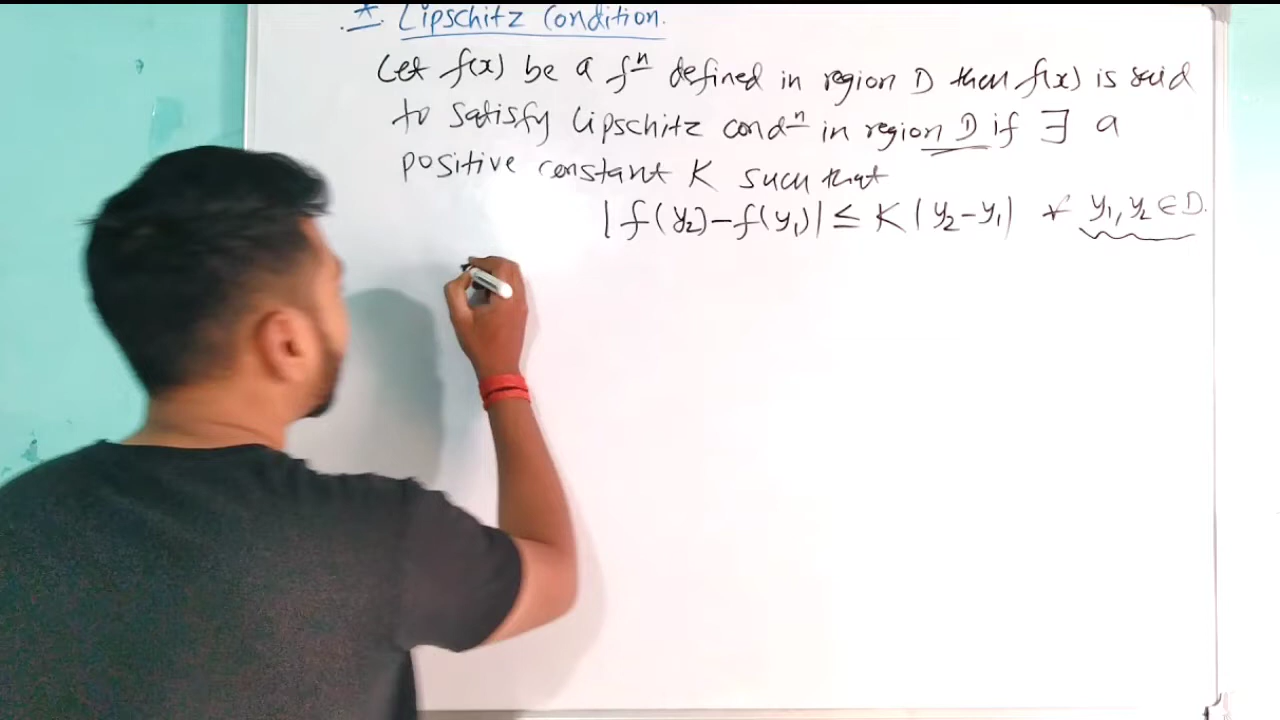 * Lipschitz Condition.
Let f(x) be a fⁿ defined in region D then f(x) is said
to satisfy Lipschitz condⁿ in region D if ∃ a
positive constant K such that
|f(y₂)-f(y₁)| ≤ K|y₂-y₁| ∀ y₁,y₂ ∈ D.